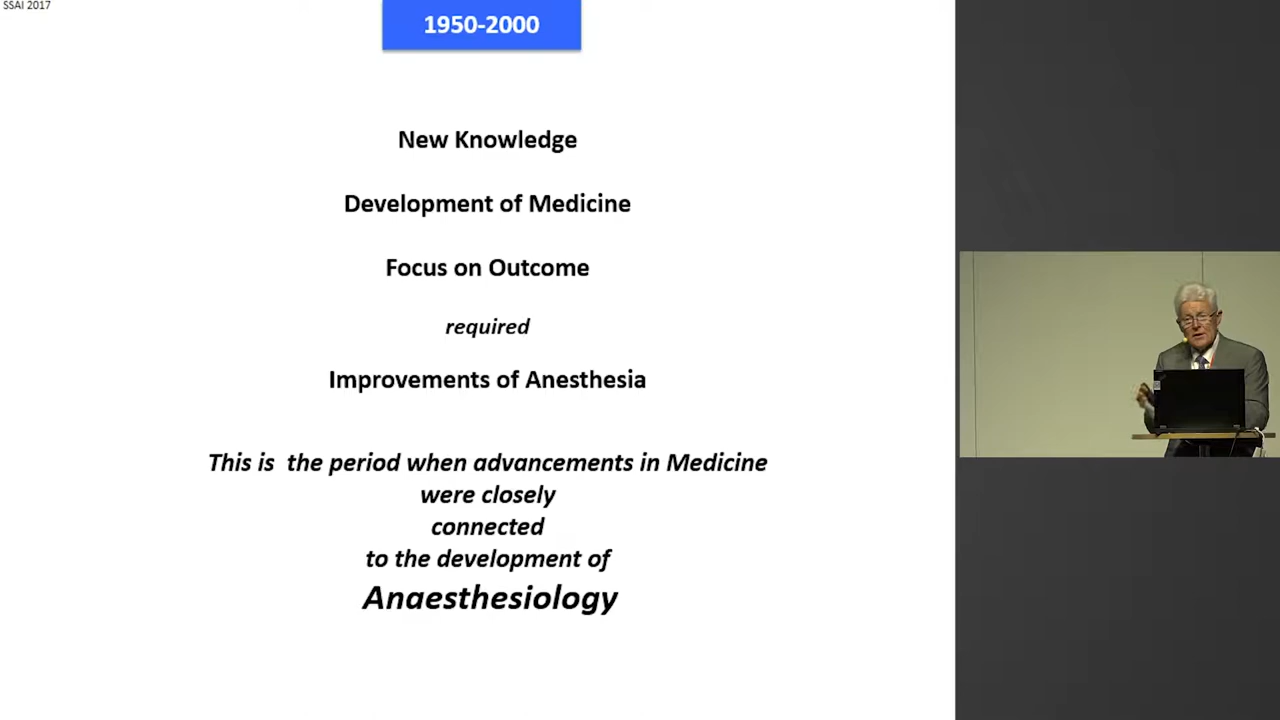 SSAI 2017
1950-2000
New Knowledge
Development of Medicine
Focus on Outcome
required
Improvements of Anesthesia
This is the period when advancements in Medicine
were closely
connected
to the development of
Anaesthesiology